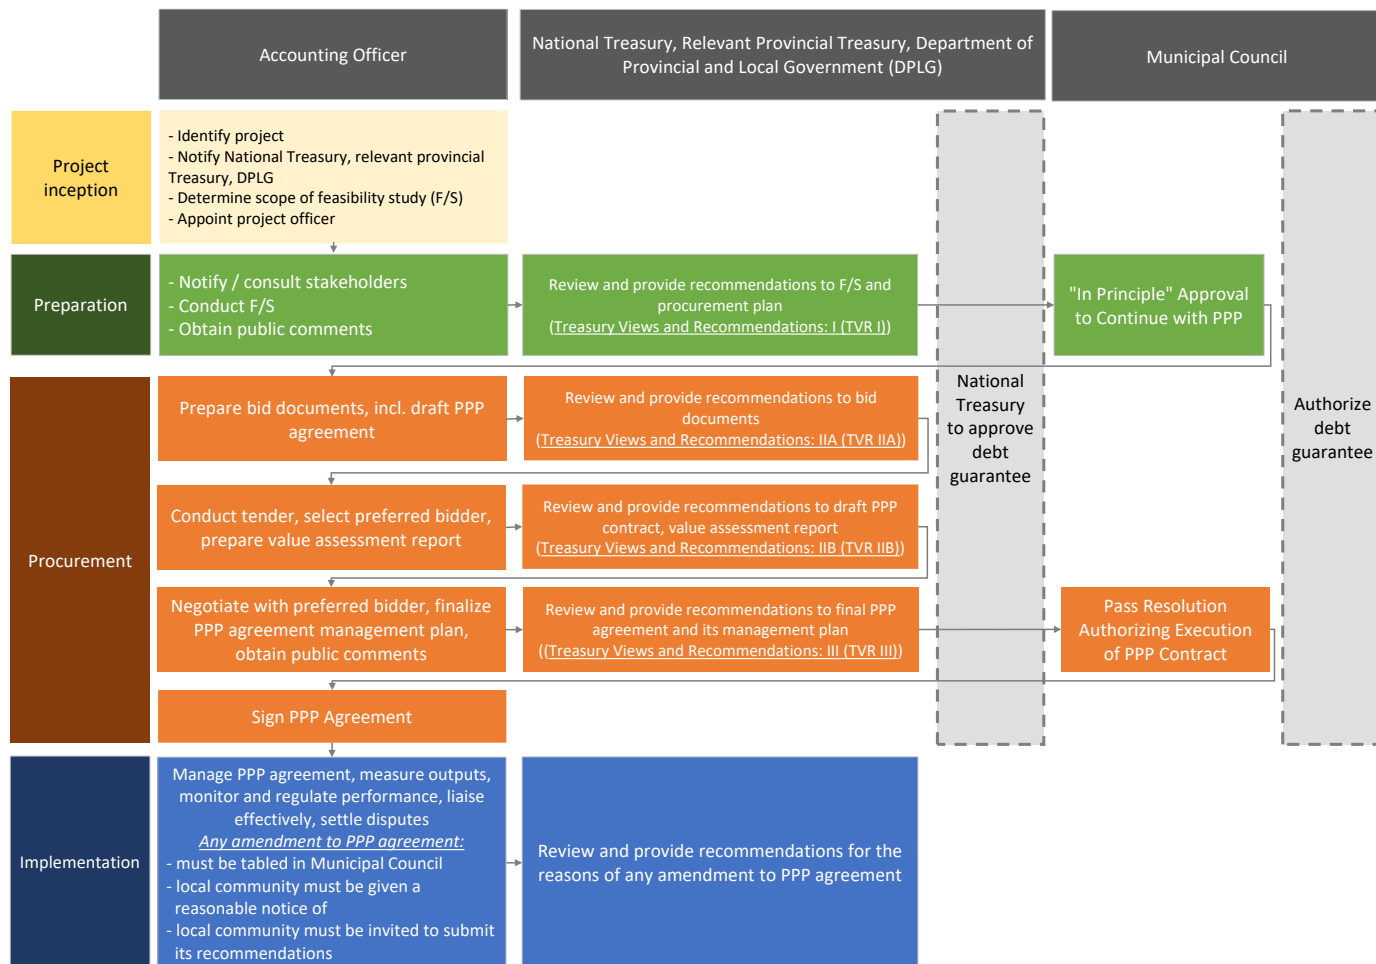 Accounting Officer
National Treasury, Relevant Provincial Treasury, Department of
Provincial and Local Government (DPLG)
Municipal Council
Project
inception
- Identify project
- Notify National Treasury, relevant provincial
Treasury, DPLG
- Determine scope of feasibility study (F/S)
- Appoint project officer
Preparation
- Notify / consult stakeholders
- Conduct F/S
- Obtain public comments
Review and provide recommendations to F/S and
procurement plan
(Treasury Views and Recommendations: I (TVR I))
"In Principle" Approval
to Continue with PPP
National
Treasury
to approve
debt
guarantee
Authorize
debt
guarantee
Procurement
Prepare bid documents, incl. draft PPP
agreement
Review and provide recommendations to bid
documents
(Treasury Views and Recommendations: IIA (TVR IIA))
Conduct tender, select preferred bidder,
prepare value assessment report
Review and provide recommendations to draft PPP
contract, value assessment report
(Treasury Views and Recommendations: IIB (TVR IIB))
Negotiate with preferred bidder, finalize
PPP agreement management plan,
obtain public comments
Review and provide recommendations to final PPP
agreement and its management plan
((Treasury Views and Recommendations: III (TVR III))
Pass Resolution
Authorizing Execution
of PPP Contract
Sign PPP Agreement
Implementation
Manage PPP agreement, measure outputs,
monitor and regulate performance, liaise
effectively, settle disputes
Any amendment to PPP agreement:
- must be tabled in Municipal Council
- local community must be given a
reasonable notice of
- local community must be invited to submit
its recommendations
Review and provide recommendations for the
reasons of any amendment to PPP agreement